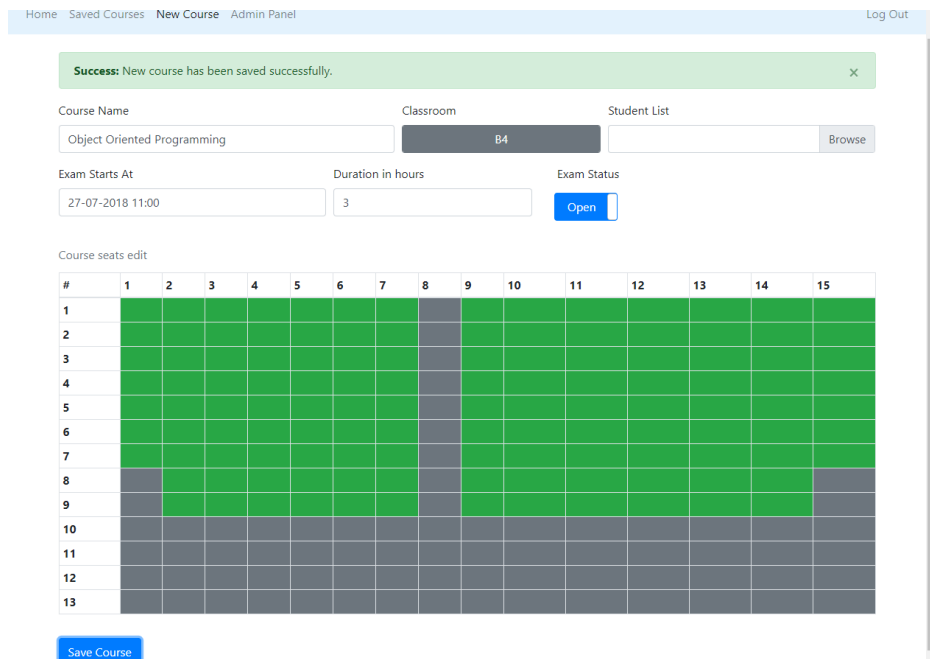 Home Saved Courses New Course Admin Panel Log Out
Success: New course has been saved successfully. ×
Course Name Classroom Student List
Object Oriented Programming B4 Browse
Exam Starts At Duration in hours Exam Status
27-07-2018 11:00 3 Open
Course seats edit
# 1 2 3 4 5 6 7 8 9 10 11 12 13 14 15
1
2
3
4
5
6
7
8
9
10
11
12
13
Save Course